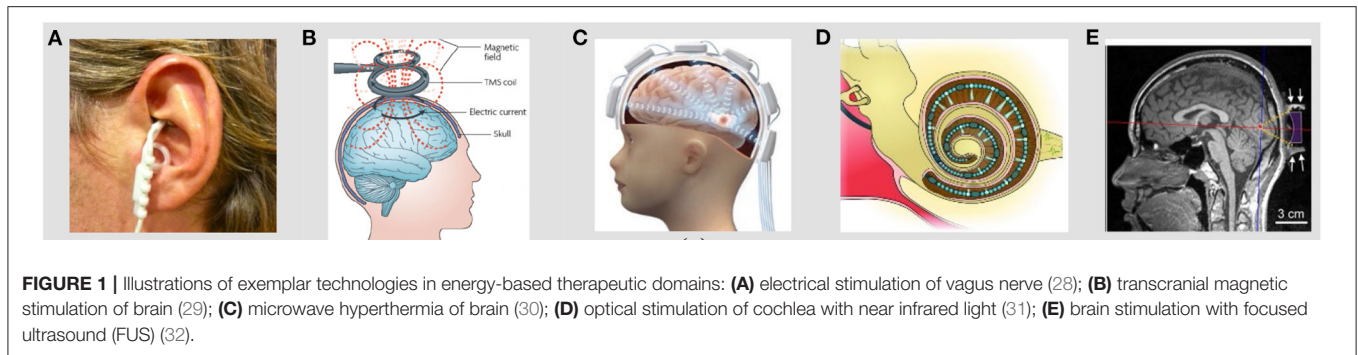 A
B
C
D
E
Magnetic
field
TMS coil
Electric current
Skull
3 cm
FIGURE 1 | Illustrations of exemplar technologies in energy-based therapeutic domains: (A) electrical stimulation of vagus nerve (28); (B) transcranial magnetic
stimulation of brain (29); (C) microwave hyperthermia of brain (30); (D) optical stimulation of cochlea with near infrared light (31); (E) brain stimulation with focused
ultrasound (FUS) (32).